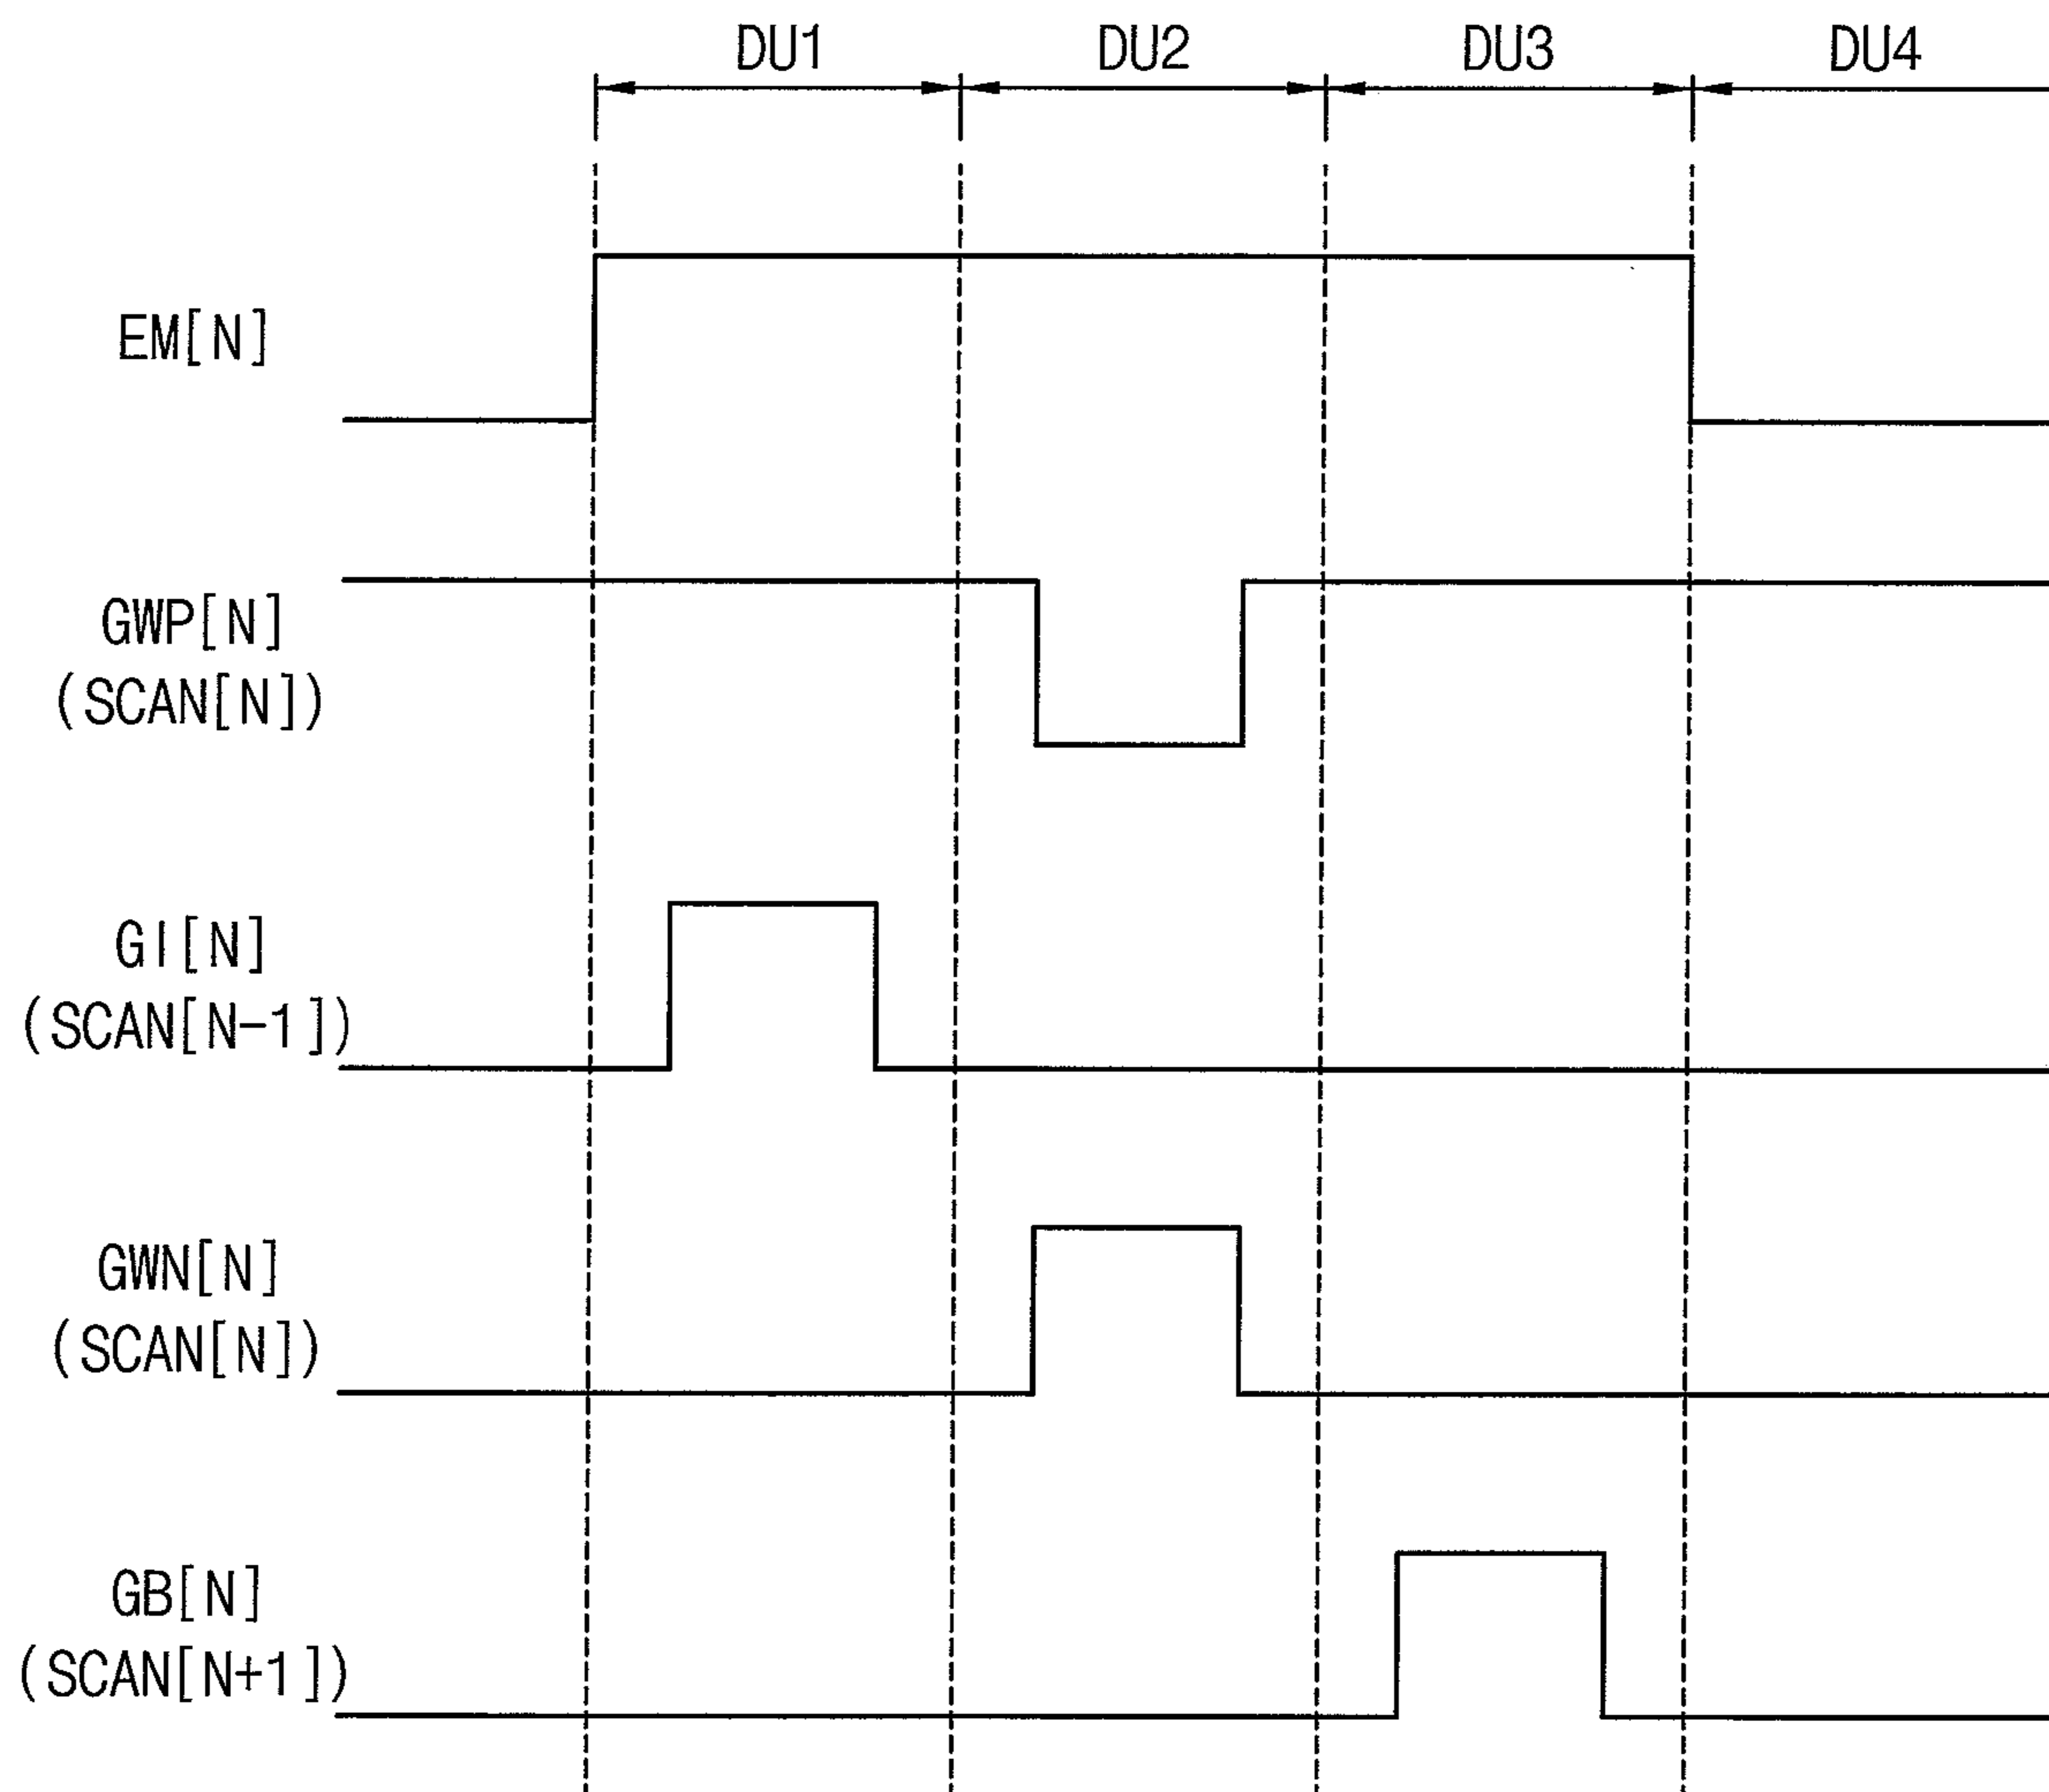 DU1 DU2 DU3 DU4
EM[N]
GWP[N]
(SCAN[N])
GI[N]
(SCAN[N-1])
GWN[N]
(SCAN[N])
GB[N]
(SCAN[N+1])